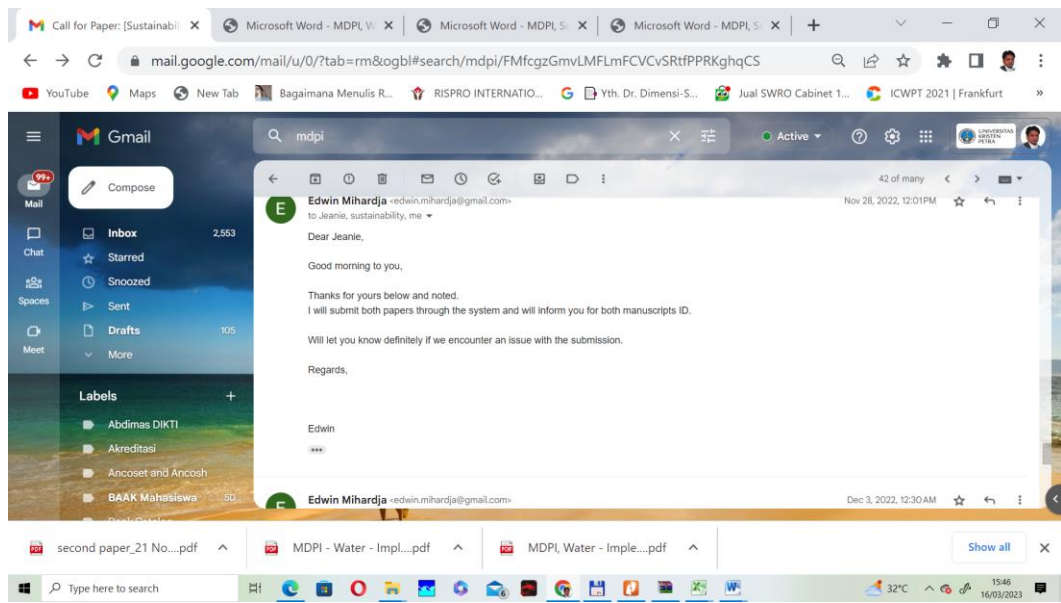 Call for Paper: [Sustainabil
Microsoft Word - MDPI, W
Microsoft Word - MDPI, S
Microsoft Word - MDPI, S
mail.google.com/mail/u/0/?tab=rm&ogbl#search/mdpi/FMfcgzGmvLMFLmFCVCvSRtfPPRKghqCS
YouTube
Maps
New Tab
Bagaimana Menulis R...
RISPRO INTERNATIO...
Yth. Dr. Dimensi-S...
Jual SWRO Cabinet 1...
ICWPT 2021 | Frankfurt
»
Gmail
mdpi
Active
UNIVERSITAS
KRISTEN
PETRA
99+
Mail
Chat
Spaces
Meet
Compose
Inbox 2,553
Starred
Snoozed
Sent
Drafts 105
More
Labels +
Abdimas DIKTI
Akreditasi
Ancoset and Ancosh
BAAK Mahasiswa 50
42 of many
E
Edwin Mihardja <edwin.mihardja@gmail.com> Nov 28, 2022, 12:01PM
to Jeanie, sustainability, me
Dear Jeanie,
Good morning to you,
Thanks for yours below and noted.
I will submit both papers through the system and will inform you for both manuscripts ID.
Will let you know definitely if we encounter an issue with the submission.
Regards,
Edwin
...
E
Edwin Mihardja <edwin.mihardja@gmail.com> Dec 3, 2022, 12:30AM
second paper_21 No....pdf
MDPI - Water - Impl....pdf
MDPI, Water - Imple....pdf
Show all
Type here to search
32°C
15:46
16/03/2023